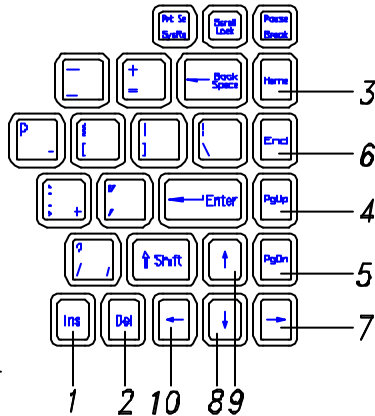 Prt Sc
SysRq
Scroll
Lock
Pause
Break
—
_
+
=
Back
Space
Home
3
P
-
{
[
|
]
|
\
End
6
:
;
+
"
,
Enter
PgUp
4
?
/
,
Shift
PgDn
5
Ins
Del
7
1
2
10
8
9